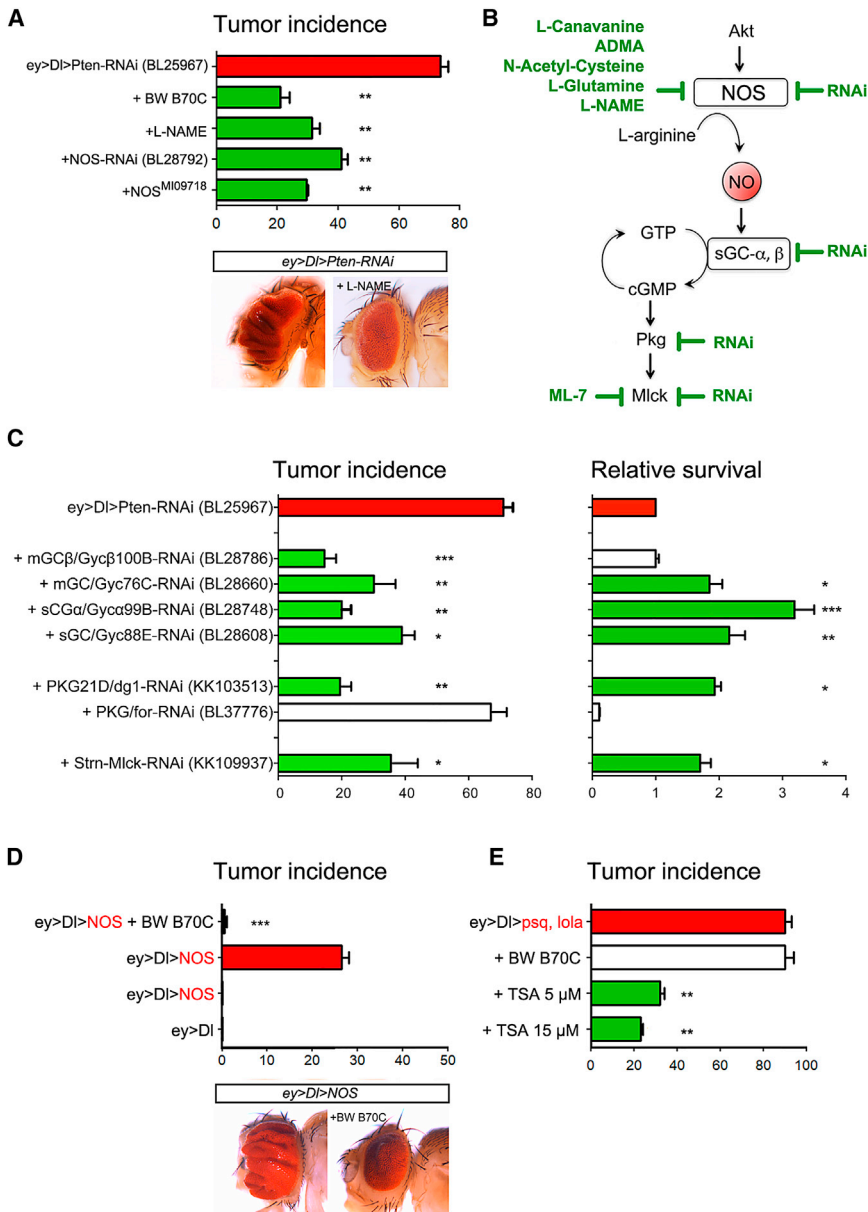 A
Tumor incidence
ey>Dl>Pten-RNAi (BL25967)
+ BW B70C
**
+L-NAME
**
+NOS-RNAi (BL28792)
**
+NOSMI09718
**
0 20 40 60 80
ey>Dl>Pten-RNAi
+ L-NAME
B
L-Canavanine
ADMA
N-Acetyl-Cysteine
L-Glutamine
L-NAME
Akt
NOS
RNAi
L-arginine
NO
GTP
sGC-α, β
RNAi
cGMP
Pkg
RNAi
ML-7
Mlck
RNAi
C
Tumor incidence
Relative survival
ey>Dl>Pten-RNAi (BL25967)
+ mGCβ/Gycβ100B-RNAi (BL28786)
***
+ mGC/Gyc76C-RNAi (BL28660)
** *
+ sCGα/Gycα99B-RNAi (BL28748)
** ***
+ sGC/Gyc88E-RNAi (BL28608)
* **
+ PKG21D/dg1-RNAi (KK103513)
** *
+ PKG/for-RNAi (BL37776)
+ Strn-Mlck-RNAi (KK109937)
* *
0 20 40 60 80
0 1 2 3 4
D
Tumor incidence
ey>Dl>NOS + BW B70C
***
ey>Dl>NOS
ey>Dl>NOS
ey>Dl
0 10 20 30 40 50
ey>Dl>NOS
+BW B70C
E
Tumor incidence
ey>Dl>psq, lola
+ BW B70C
+ TSA 5 µM
**
+ TSA 15 µM
**
0 20 40 60 80 100